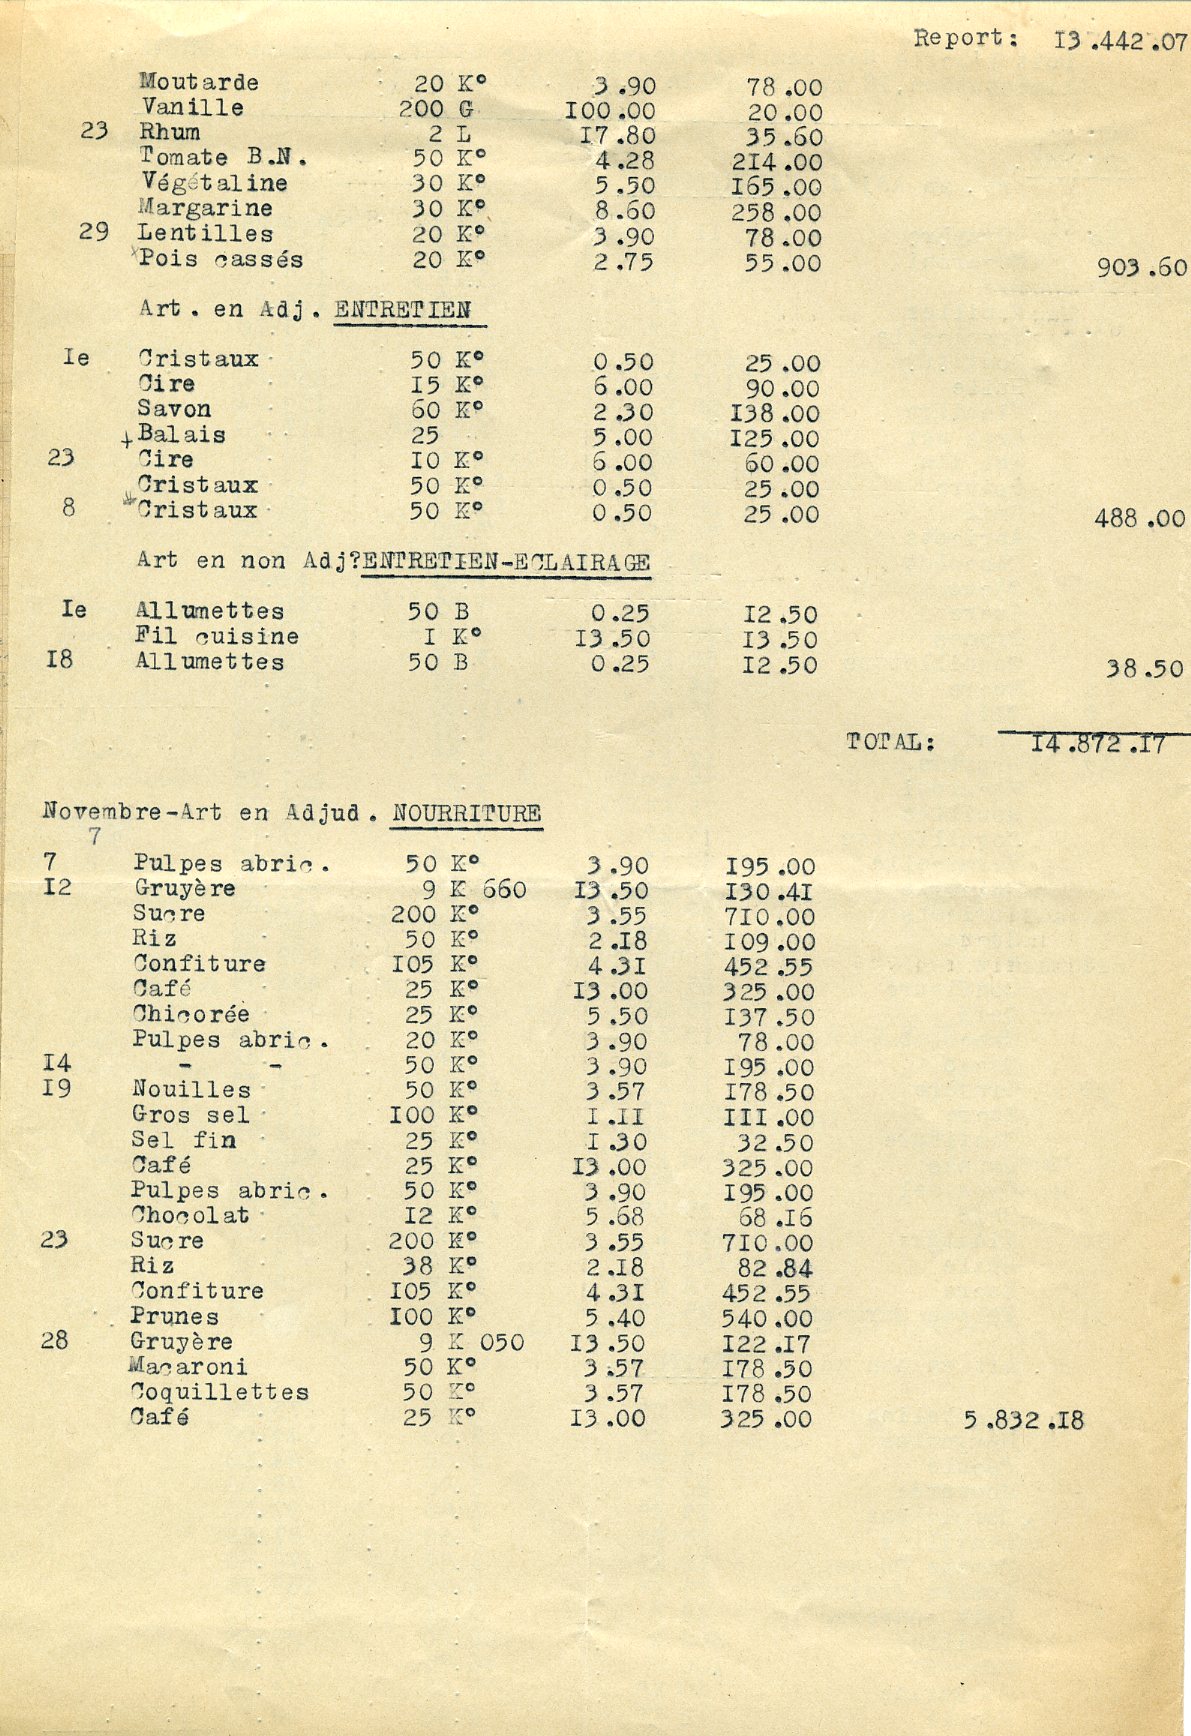 Report: I3.442.07
Moutarde 20 K° 3.90 78.00
Vanille 200 G I00.00 20.00
23 Rhum 2 L I7.80 35.60
Tomate B.N. 50 K° 4.28 2I4.00
Végétaline 30 K° 5.50 I65.00
Margarine 30 K° 8.60 258.00
29 Lentilles 20 K° 3.90 78.00
Pois cassés 20 K° 2.75 55.00 903.60
Art. en Adj. ENTRETIEN
Ie Cristaux 50 K° 0.50 25.00
Cire I5 K° 6.00 90.00
Savon 60 K° 2.30 I38.00
+Balais 25 5.00 I25.00
23 Cire I0 K° 6.00 60.00
Cristaux 50 K° 0.50 25.00
8 Cristaux 50 K° 0.50 25.00 488.00
Art en non Adj?ENTRETIEN-ECLAIRAGE
Ie Allumettes 50 B 0.25 I2.50
Fil cuisine I K° I3.50 I3.50
I8 Allumettes 50 B 0.25 I2.50 38.50
TOTAL: I4.872.I7
Novembre-Art en Adjud. NOURRITURE
7
7 Pulpes abric. 50 K° 3.90 I95.00
I2 Gruyère 9 K 660 I3.50 I30.4I
Sucre 200 K° 3.55 7I0.00
Riz 50 K° 2.I8 I09.00
Confiture I05 K° 4.3I 452.55
Café 25 K° I3.00 325.00
Chicorée 25 K° 5.50 I37.50
Pulpes abric. 20 K° 3.90 78.00
I4 - - 50 K° 3.90 I95.00
I9 Nouilles 50 K° 3.57 I78.50
Gros sel I00 K° I.II III.00
Sel fin 25 K° I.30 32.50
Café 25 K° I3.00 325.00
Pulpes abric. 50 K° 3.90 I95.00
Chocolat I2 K° 5.68 68.I6
23 Sucre 200 K° 3.55 7I0.00
Riz 38 K° 2.I8 82.84
Confiture I05 K° 4.3I 452.55
Prunes I00 K° 5.40 540.00
28 Gruyère 9 K 050 I3.50 I22.I7
Macaroni 50 K° 3.57 I78.50
Coquillettes 50 K° 3.57 I78.50
Café 25 K° I3.00 325.00 5.832.I8